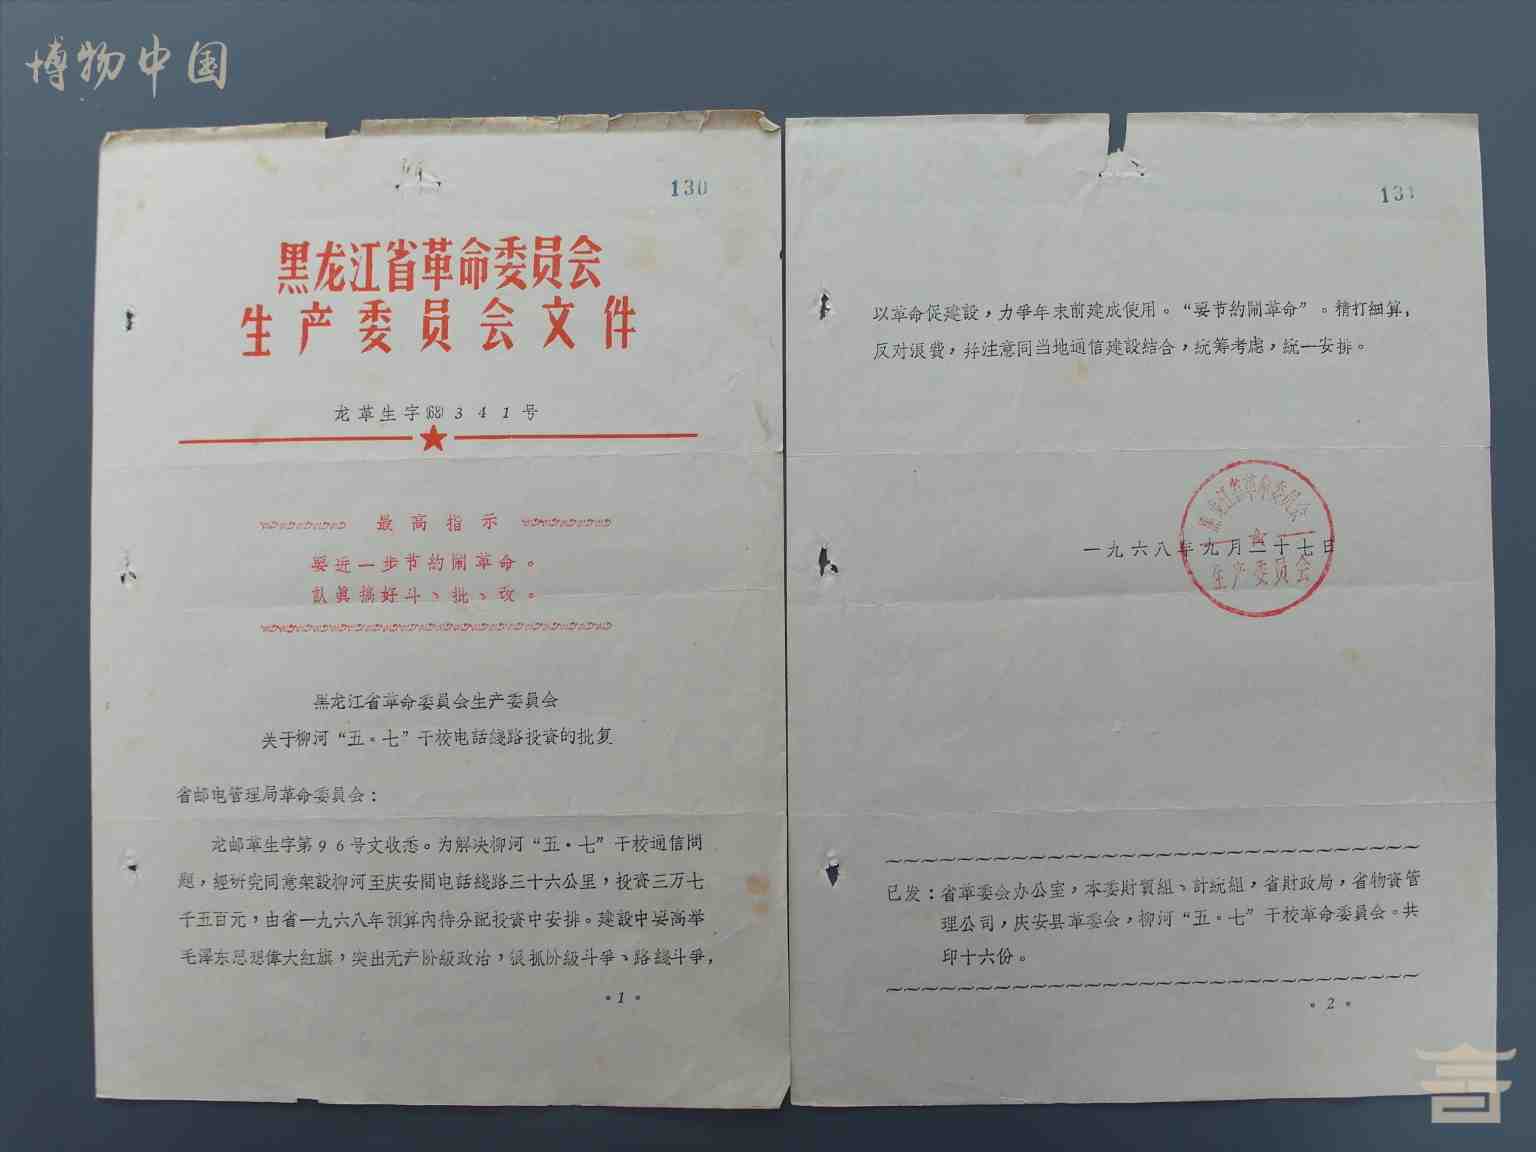 博物中国
130
黑龙江省革命委员会
生产委员会文件
龙革生字(68)341号
最高指示
要近一步节約鬧革命。
認眞搞好斗、批、改。
黑龙江省革命委員会生产委員会
关于柳河“五·七”干校电話綫路投資的批复
省邮电管理局革命委員会：
龙邮革生字第96号文收悉。为解决柳河“五·七”干校通信問
題，經研究同意架設柳河至庆安間电話綫路三十六公里，投資三万七
千五百元，由省一九六八年預算內待分配投資中安排。建設中要高举
毛澤东思想偉大紅旗，突出无产阶級政治，狠抓阶級斗爭、路綫斗爭，
·1·
131
以革命促建設，力爭年末前建成使用。“要节約鬧革命”。精打細算，
反对浪費，幷注意同当地通信建設結合，統筹考慮，統一安排。
黑龙江省革命委员会
生产委员会
一九六八年九月二十七日
已发：省革委会办公室，本委財貿組、計統組，省財政局，省物資管
理公司，庆安县革委会，柳河“五·七”干校革命委員会。共
印十六份。
·2·